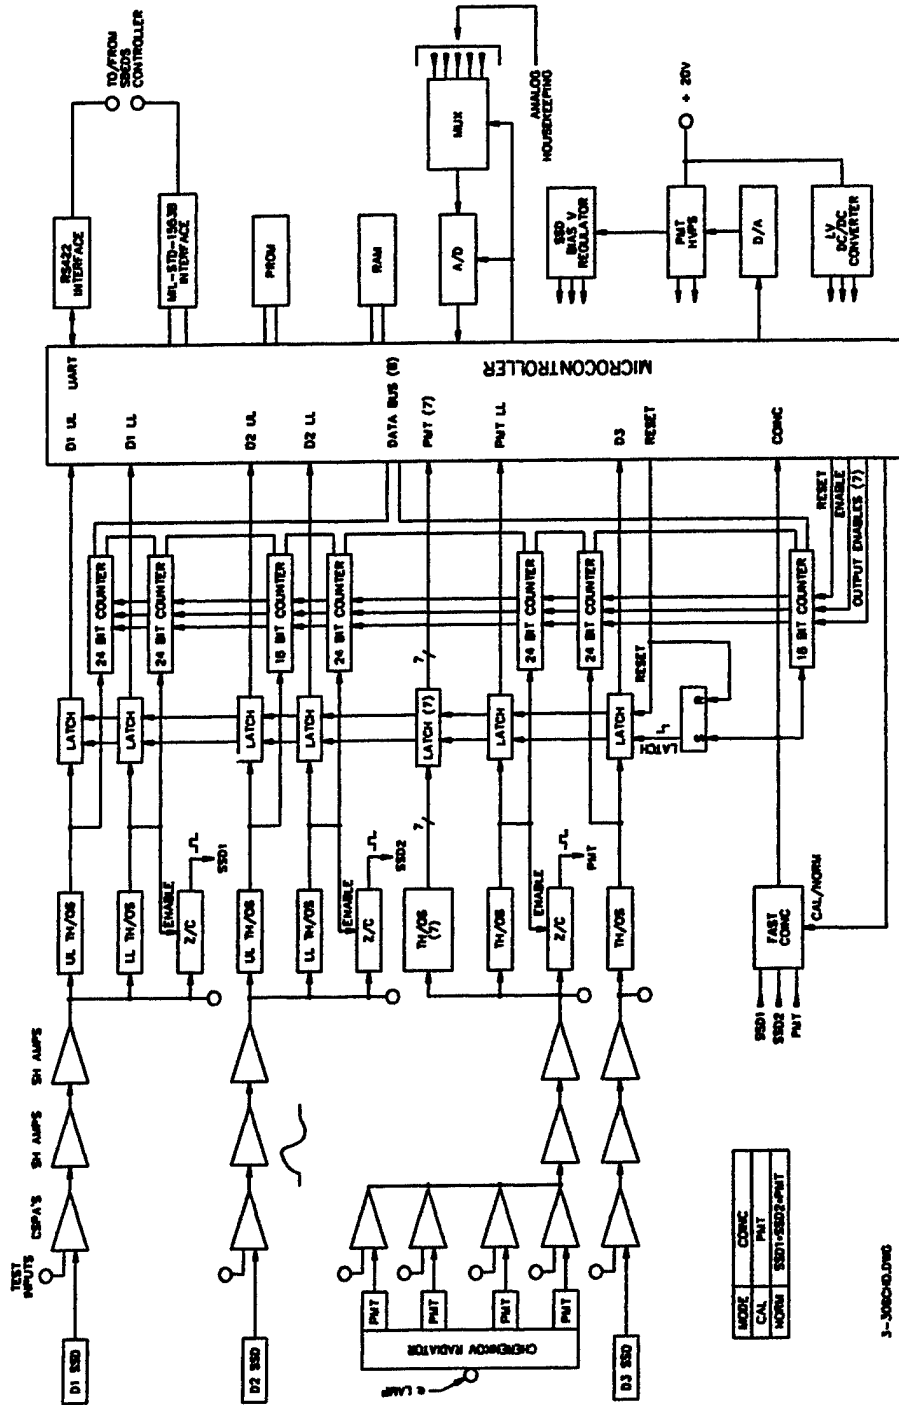 TEST INPUTS
CSPA'S
SH AMPS
SH AMPS
D1 SSD
UL TH/OS
LATCH
D1 UL
UART
RS422 INTERFACE
TO/FROM SBEDS CONTROLLER
24 BIT COUNTER
LL TH/OS
LATCH
D1 LL
24 BIT COUNTER
ENABLE
Z/C
SSD1
MIL-STD-1553B INTERFACE
D2 SSD
UL TH/OS
LATCH
D2 UL
PROM
18 BIT COUNTER
LL TH/OS
LATCH
D2 LL
24 BIT COUNTER
ENABLE
Z/C
SSD2
RAM
DATA BUS (8)
CHERENKOV RADIATOR
α LAMP
PMT
PMT
PMT
PMT
TH/OS (7)
7
LATCH (7)
7
PMT (7)
A/D
MUX
ANALOG HOUSEKEEPING
TH/OS
LATCH
PMT LL
24 BIT COUNTER
ENABLE
Z/C
PMT
24 BIT COUNTER
MICROCONTROLLER
SSD BIAS V REGULATOR
D3 SSD
TH/OS
LATCH
D3
RESET
RESET
LATCH
S
R
PMT HVPS
+ 20V
D/A
LV DC/DC CONVERTER
SSD1
SSD2
PMT
FAST COINC
CAL/NORM
COINC
18 BIT COUNTER
RESET
ENABLE
OUTPUT ENABLES (7)
MODE COINC
CAL PMT
NORM SSD1•SSD2•PMT